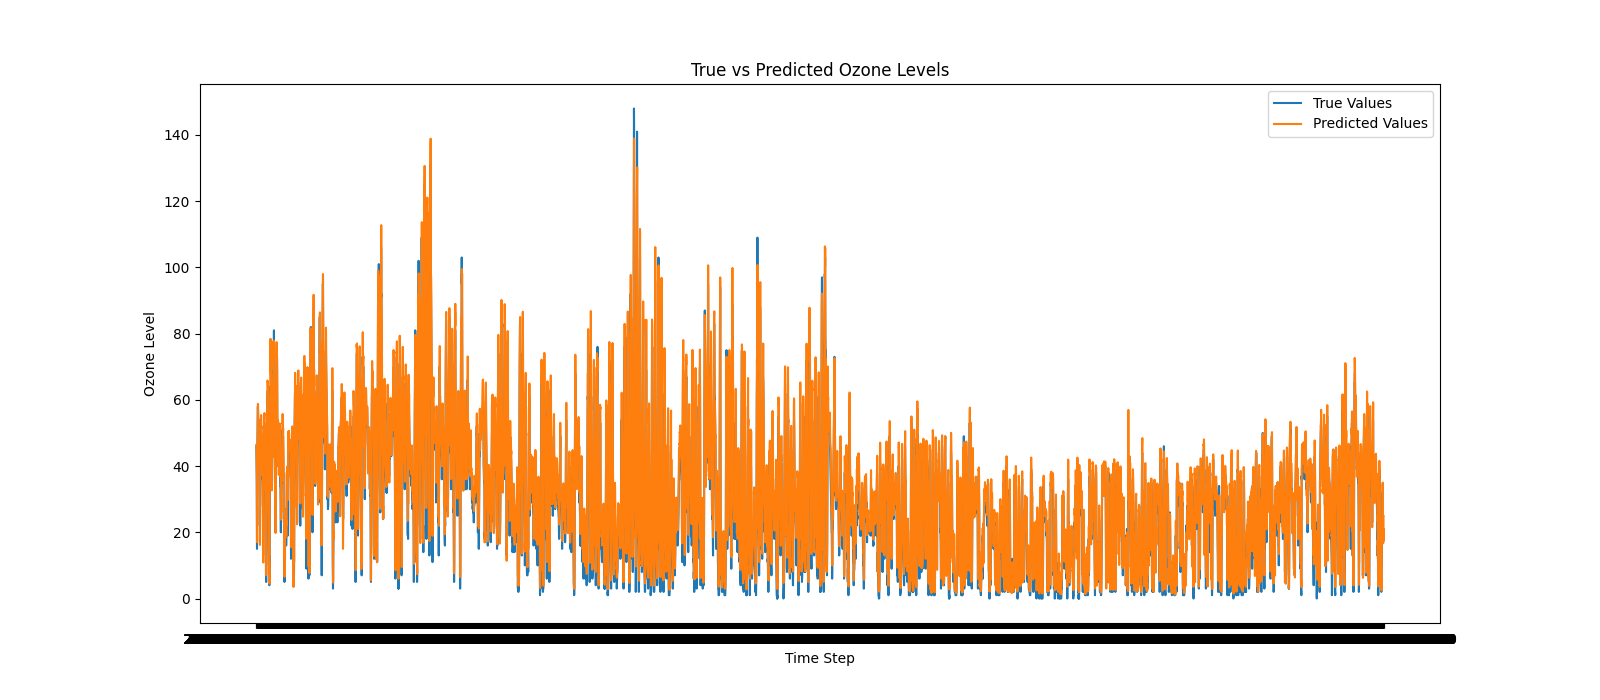 True vs Predicted Ozone Levels
True Values
Predicted Values
140
120
100
80
60
40
20
0
Ozone Level
Time Step